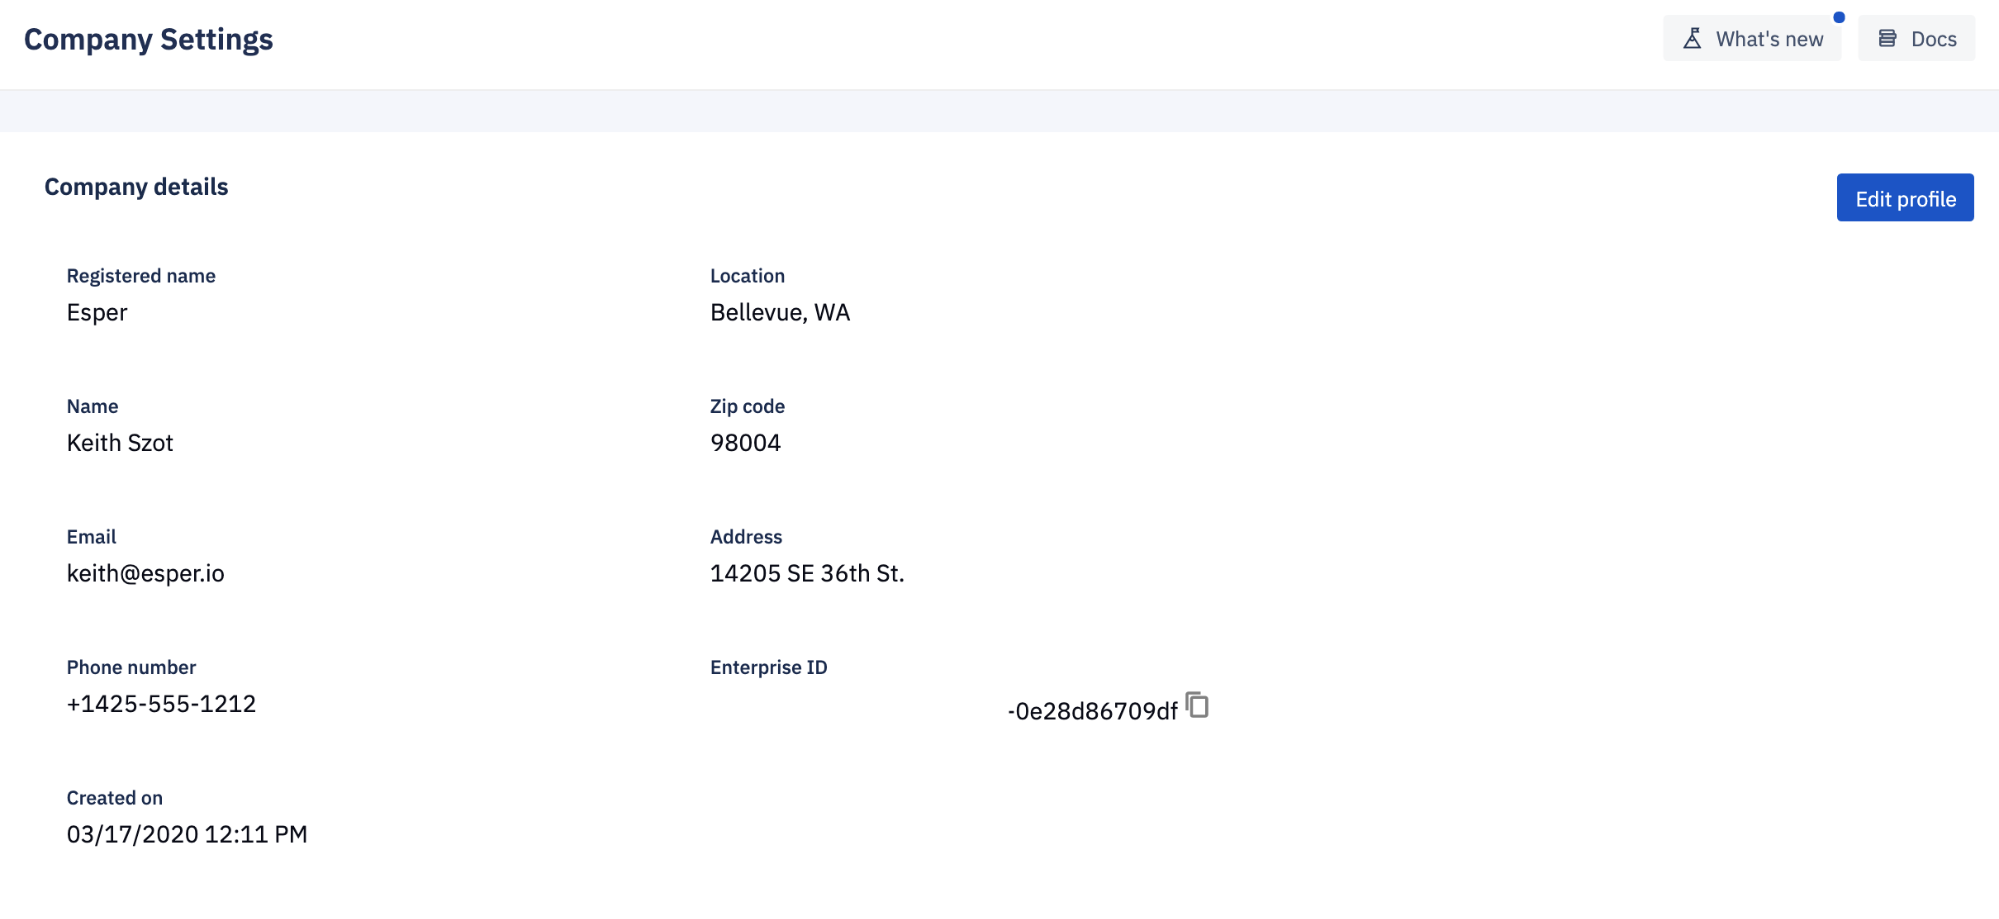 Company Settings
What's new
Docs
Company details
Edit profile
Registered name
Esper
Location
Bellevue, WA
Name
Keith Szot
Zip code
98004
Email
keith@esper.io
Address
14205 SE 36th St.
Phone number
+1425-555-1212
Enterprise ID
-0e28d86709df
Created on
03/17/2020 12:11 PM